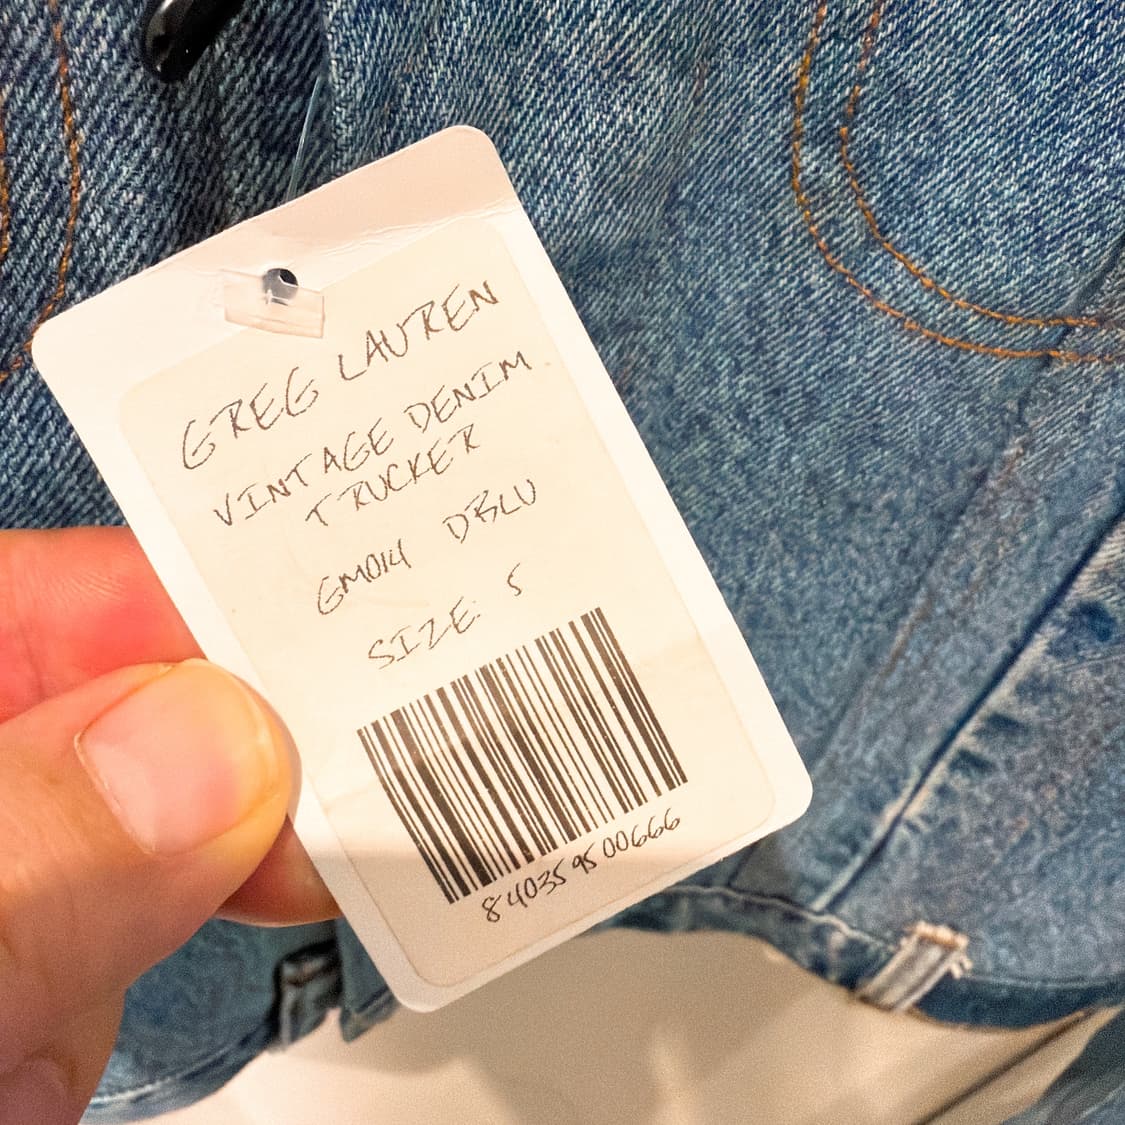 GREG LAUREN
VINTAGE DENIM
TRUCKER
GM014 DBLU
SIZE: S
840359500666